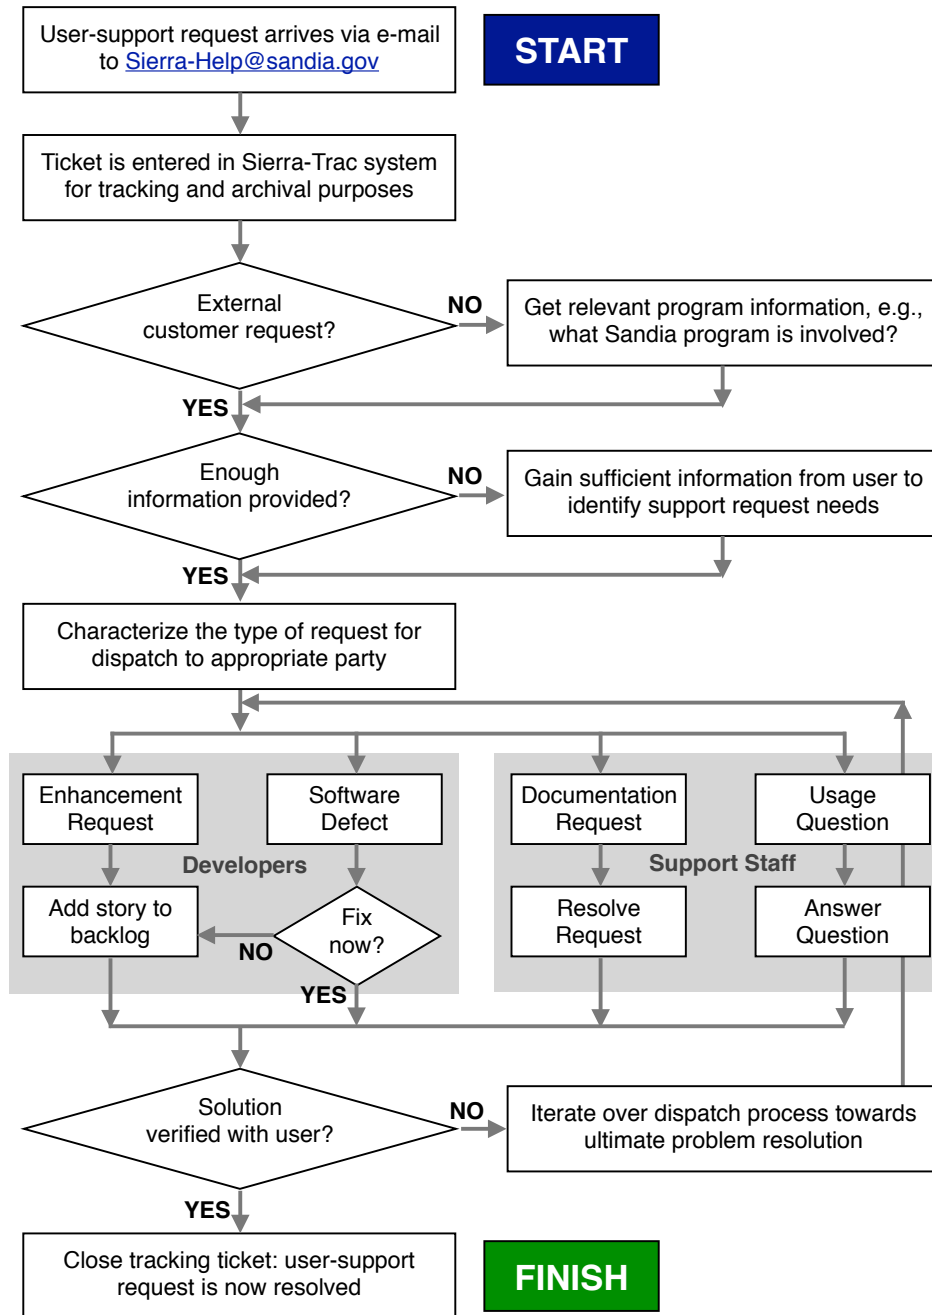 User-support request arrives via e-mail
to Sierra-Help@sandia.gov
START
Ticket is entered in Sierra-Trac system
for tracking and archival purposes
External
customer request?
NO
Get relevant program information, e.g.,
what Sandia program is involved?
YES
Enough
information provided?
NO
Gain sufficient information from user to
identify support request needs
YES
Characterize the type of request for
dispatch to appropriate party
Enhancement
Request
Software
Defect
Documentation
Request
Usage
Question
Developers
Support Staff
Add story to
backlog
NO
Fix
now?
Resolve
Request
Answer
Question
YES
Solution
verified with user?
NO
Iterate over dispatch process towards
ultimate problem resolution
YES
Close tracking ticket: user-support
request is now resolved
FINISH